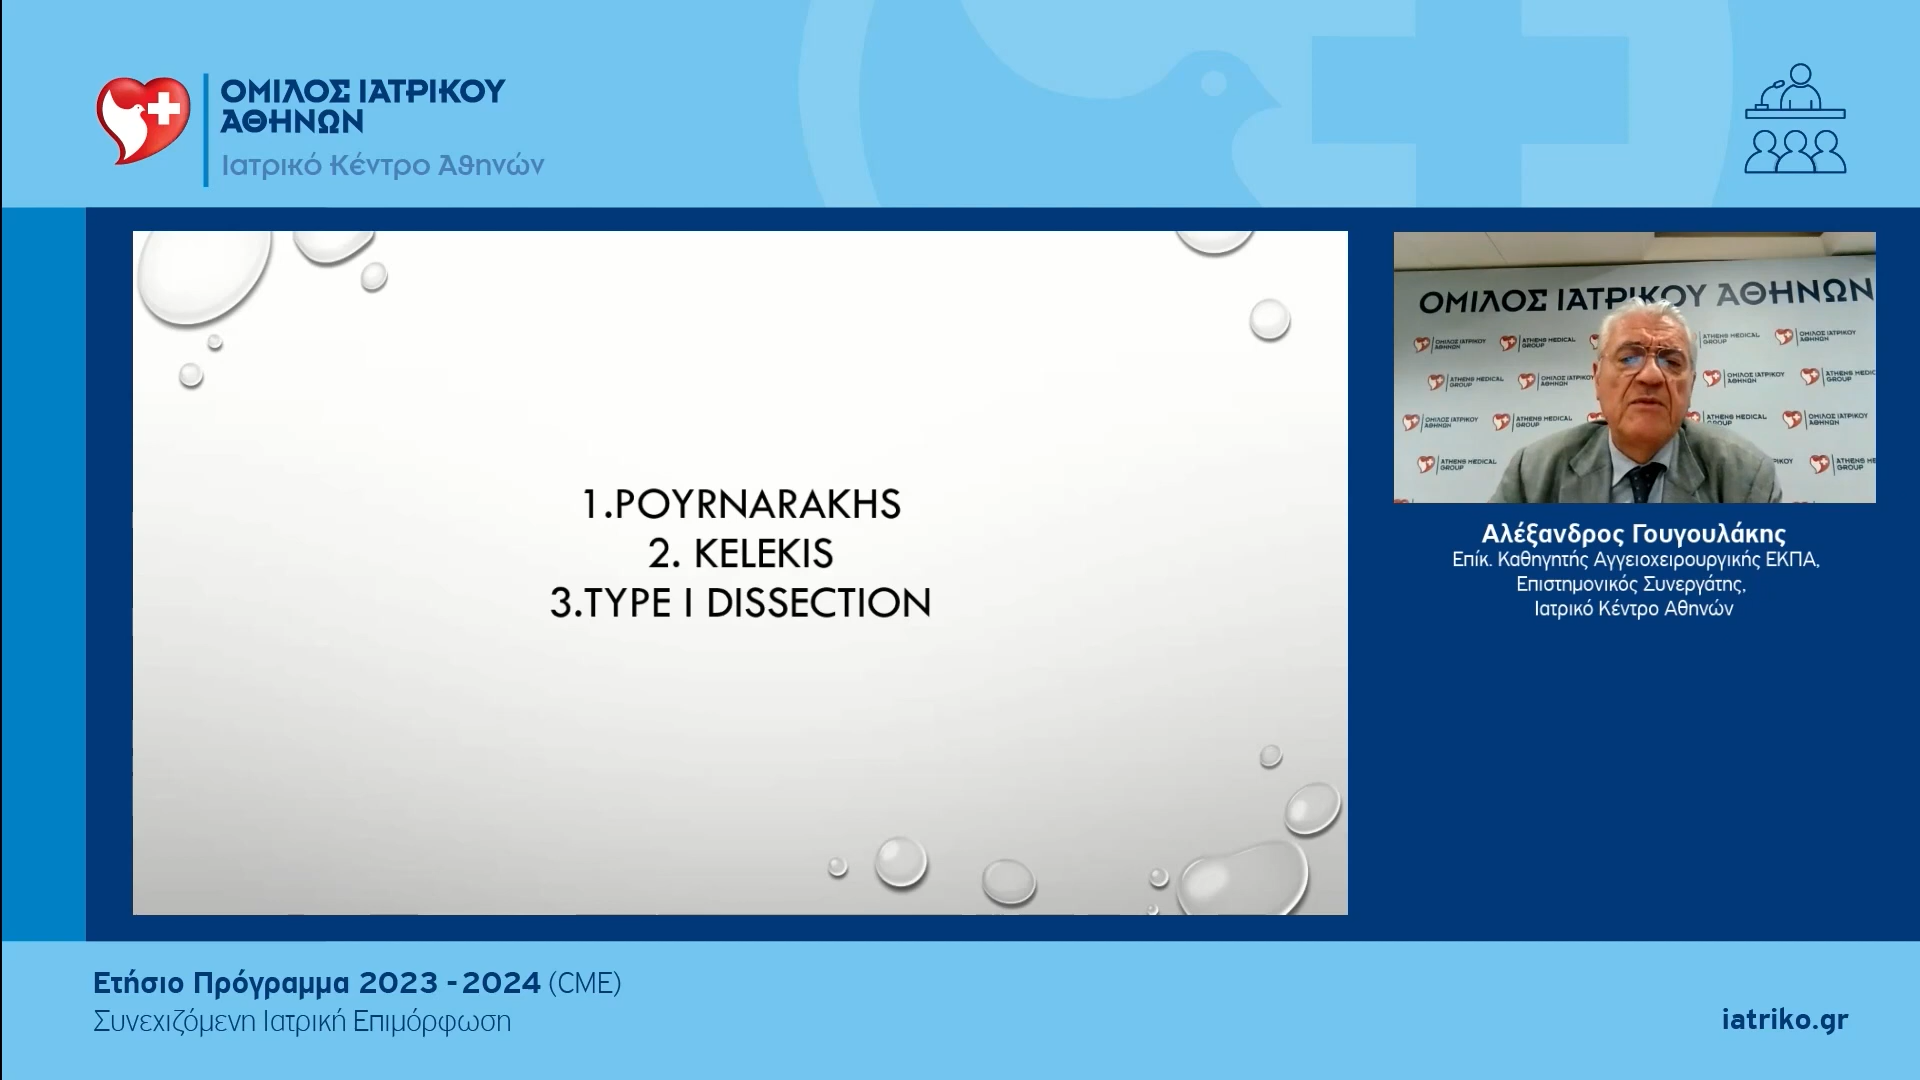 ΟΜΙΛΟΣ ΙΑΤΡΙΚΟΥ
ΑΘΗΝΩΝ
Ιατρικό Κέντρο Αθηνών
1.POYRNARAKHS
2. KELEKIS
3.TYPE I DISSECTION
ΟΜΙΛΟΣ ΙΑΤΡΙΚΟΥ ΑΘΗΝΩΝ
Αλέξανδρος Γουγουλάκης
Επίκ. Καθηγητής Αγγειοχειρουργικής ΕΚΠΑ,
Επιστημονικός Συνεργάτης,
Ιατρικό Κέντρο Αθηνών
Ετήσιο Πρόγραμμα 2023 - 2024 (CME)
Συνεχιζόμενη Ιατρική Επιμόρφωση
iatriko.gr